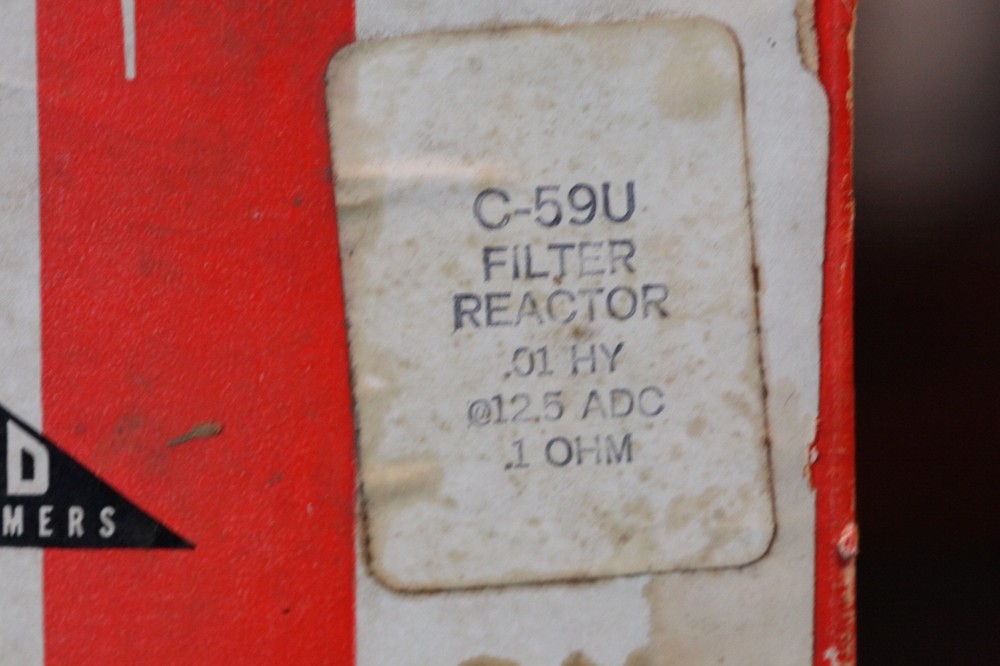 C-59U
FILTER
REACTOR
.01 HY
@12.5 ADC
.1 OHM
D
MERS